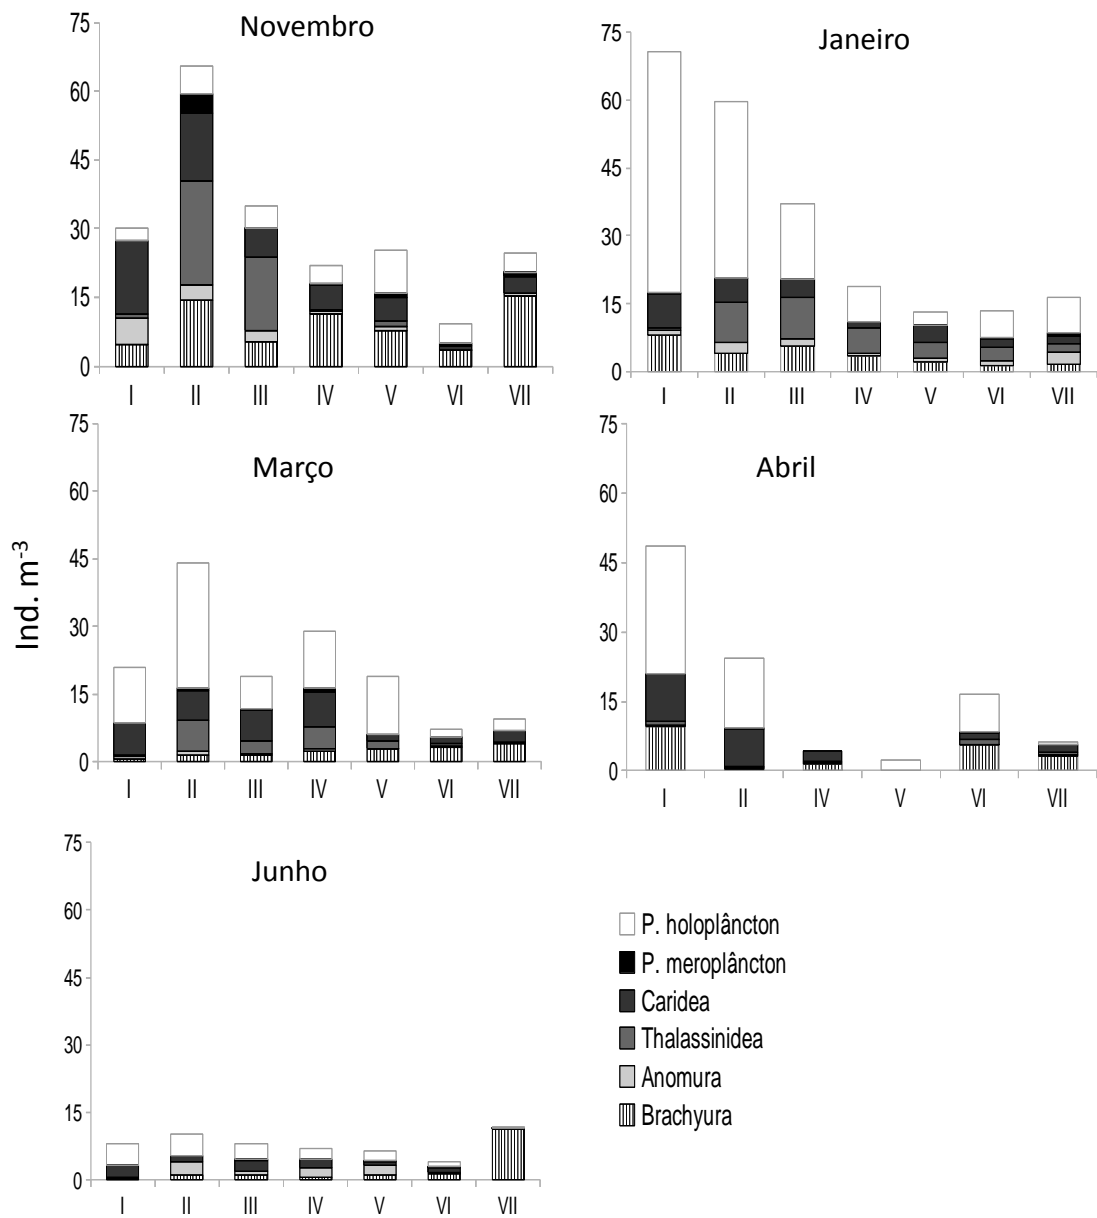 Novembro
75
60
45
30
15
0
I II III IV V VI VII
Janeiro
75
60
45
30
15
0
I II III IV V VI VII
Março
75
60
45
30
15
0
I II III IV V VI VII
Abril
75
60
45
30
15
0
I II IV V VI VII
Ind. m⁻³
Junho
75
60
45
30
15
0
I II III IV V VI VII
P. holoplâncton
P. meroplâncton
Caridea
Thalassinidea
Anomura
Brachyura